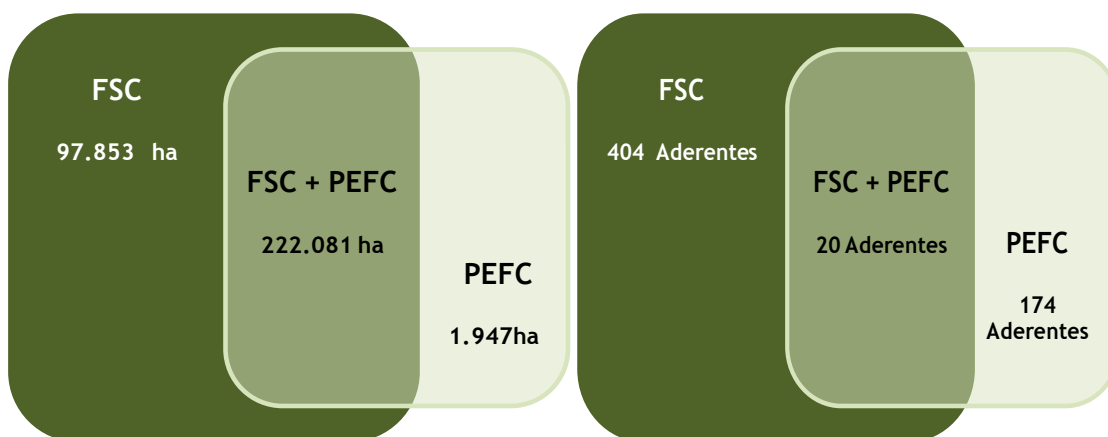 FSC
97.853 ha
FSC + PEFC
222.081 ha
PEFC
1.947ha
FSC
404 Aderentes
FSC + PEFC
20 Aderentes
PEFC
174
Aderentes